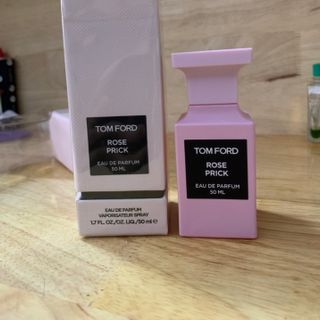 TOM FORD
ROSE
PRICK
EAU DE PARFUM
50 ML
EAU DE PARFUM
VAPORISATEUR SPRAY
1.7 FL. OZ./OZ. LIQ./50 ml ℮
TOM FORD
ROSE
PRICK
EAU DE PARFUM
50 ML